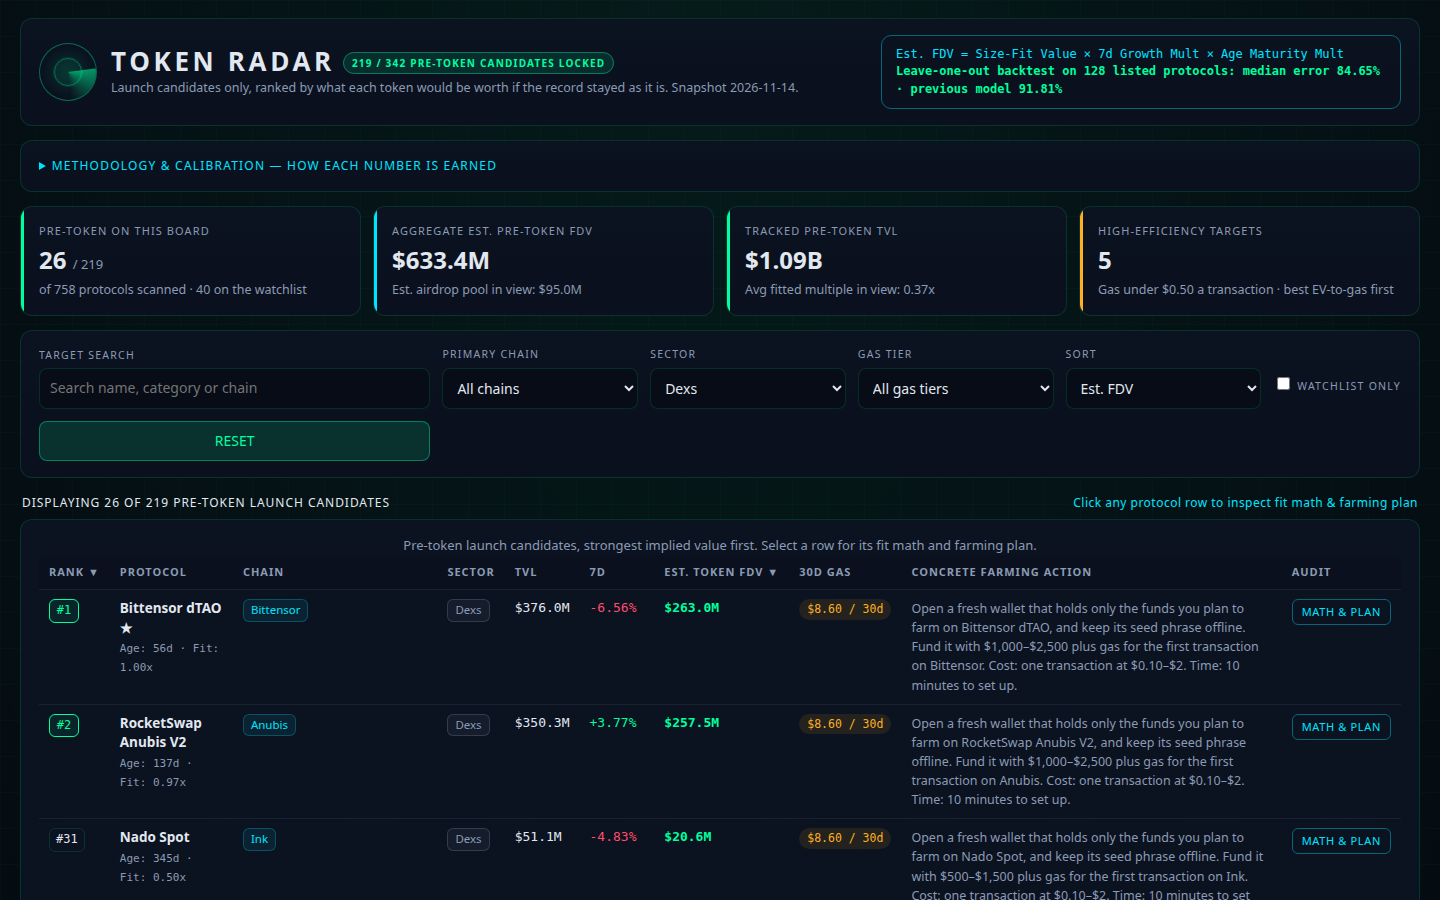 TOKEN RADAR
219 / 342 PRE-TOKEN CANDIDATES LOCKED
Launch candidates only, ranked by what each token would be worth if the record stayed as it is. Snapshot 2026-11-14.
Est. FDV = Size-Fit Value × 7d Growth Mult × Age Maturity Mult
Leave-one-out backtest on 128 listed protocols: median error 84.65%
· previous model 91.81%
▶ METHODOLOGY & CALIBRATION — HOW EACH NUMBER IS EARNED
PRE-TOKEN ON THIS BOARD
26 / 219
of 758 protocols scanned · 40 on the watchlist
AGGREGATE EST. PRE-TOKEN FDV
$633.4M
Est. airdrop pool in view: $95.0M
TRACKED PRE-TOKEN TVL
$1.09B
Avg fitted multiple in view: 0.37x
HIGH-EFFICIENCY TARGETS
5
Gas under $0.50 a transaction · best EV-to-gas first
TARGET SEARCH
Search name, category or chain
PRIMARY CHAIN
All chains
SECTOR
Dexs
GAS TIER
All gas tiers
SORT
Est. FDV
WATCHLIST ONLY
RESET
DISPLAYING 26 OF 219 PRE-TOKEN LAUNCH CANDIDATES
Click any protocol row to inspect fit math & farming plan
Pre-token launch candidates, strongest implied value first. Select a row for its fit math and farming plan.
RANK ▼ PROTOCOL CHAIN SECTOR TVL 7D EST. TOKEN FDV ▼ 30D GAS CONCRETE FARMING ACTION AUDIT
#1
Bittensor dTAO
★
Age: 56d · Fit:
1.00x
Bittensor
Dexs
$376.0M
-6.56%
$263.0M
$8.60 / 30d
Open a fresh wallet that holds only the funds you plan to
farm on Bittensor dTAO, and keep its seed phrase offline.
Fund it with $1,000–$2,500 plus gas for the first transaction
on Bittensor. Cost: one transaction at $0.10–$2. Time: 10
minutes to set up.
MATH & PLAN
#2
RocketSwap
Anubis V2
Age: 137d ·
Fit: 0.97x
Anubis
Dexs
$350.3M
+3.77%
$257.5M
$8.60 / 30d
Open a fresh wallet that holds only the funds you plan to
farm on RocketSwap Anubis V2, and keep its seed phrase
offline. Fund it with $1,000–$2,500 plus gas for the first
transaction on Anubis. Cost: one transaction at $0.10–$2.
Time: 10 minutes to set up.
MATH & PLAN
#31
Nado Spot
Age: 345d ·
Fit: 0.50x
Ink
Dexs
$51.1M
-4.83%
$20.6M
$8.60 / 30d
Open a fresh wallet that holds only the funds you plan to
farm on Nado Spot, and keep its seed phrase offline. Fund it
with $500–$1,500 plus gas for the first transaction on Ink.
Cost: one transaction at $0.10–$2. Time: 10 minutes to set
MATH & PLAN